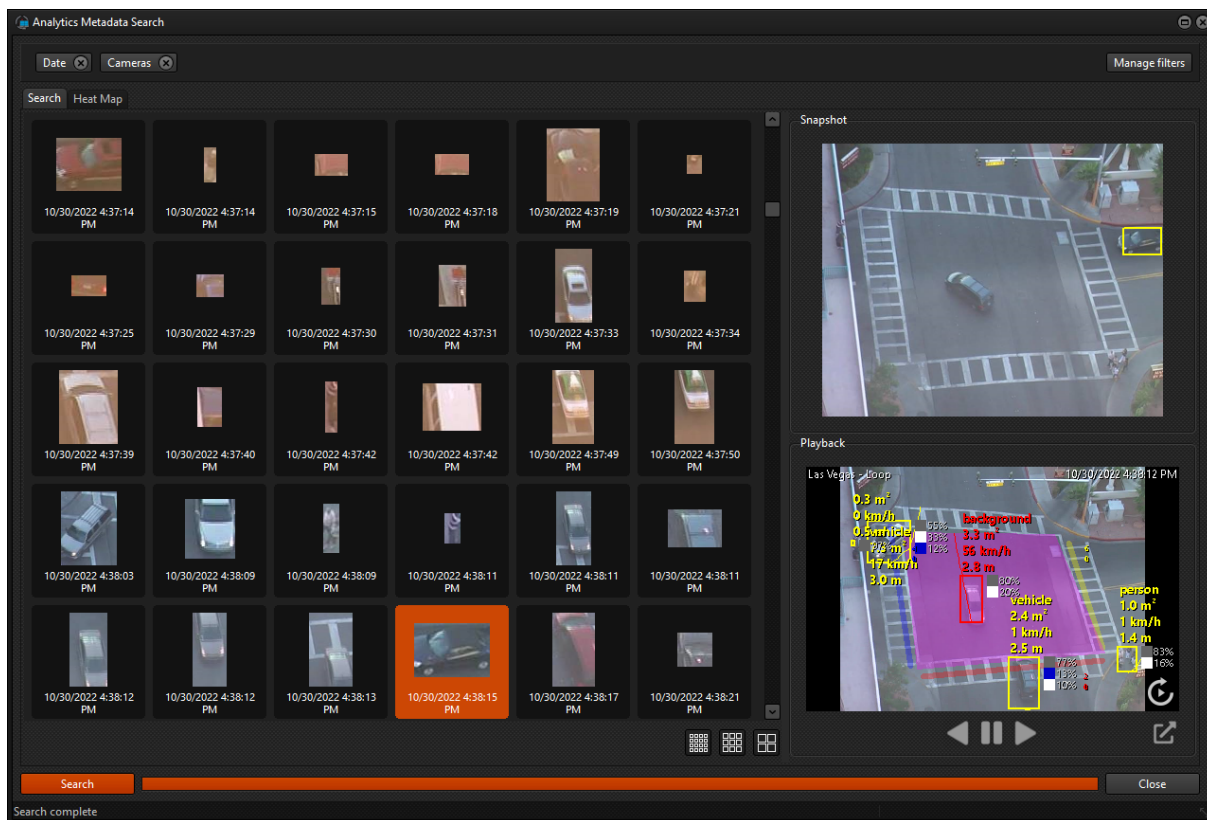 Analytics Metadata Search
Date Cameras Manage filters
Search Heat Map
10/30/2022 4:37:14 PM
10/30/2022 4:37:14 PM
10/30/2022 4:37:15 PM
10/30/2022 4:37:18 PM
10/30/2022 4:37:19 PM
10/30/2022 4:37:21 PM
10/30/2022 4:37:25 PM
10/30/2022 4:37:29 PM
10/30/2022 4:37:30 PM
10/30/2022 4:37:31 PM
10/30/2022 4:37:33 PM
10/30/2022 4:37:34 PM
10/30/2022 4:37:39 PM
10/30/2022 4:37:40 PM
10/30/2022 4:37:42 PM
10/30/2022 4:37:42 PM
10/30/2022 4:37:49 PM
10/30/2022 4:37:50 PM
10/30/2022 4:38:03 PM
10/30/2022 4:38:09 PM
10/30/2022 4:38:09 PM
10/30/2022 4:38:11 PM
10/30/2022 4:38:11 PM
10/30/2022 4:38:11 PM
10/30/2022 4:38:12 PM
10/30/2022 4:38:12 PM
10/30/2022 4:38:13 PM
10/30/2022 4:38:15 PM
10/30/2022 4:38:17 PM
10/30/2022 4:38:21 PM
Snapshot
Playback
Las Vegas - Loop 10/30/2022 4:38:12 PM
0.3 m²
0 km/h
vehicle
17 km/h
3.0 m
55%
33%
12%
background
3.3 m²
56 km/h
2.8 m
80%
20%
vehicle
2.4 m²
1 km/h
2.5 m
77%
13%
10%
person
1.0 m²
1 km/h
1.4 m
83%
16%
Search Close
Search complete